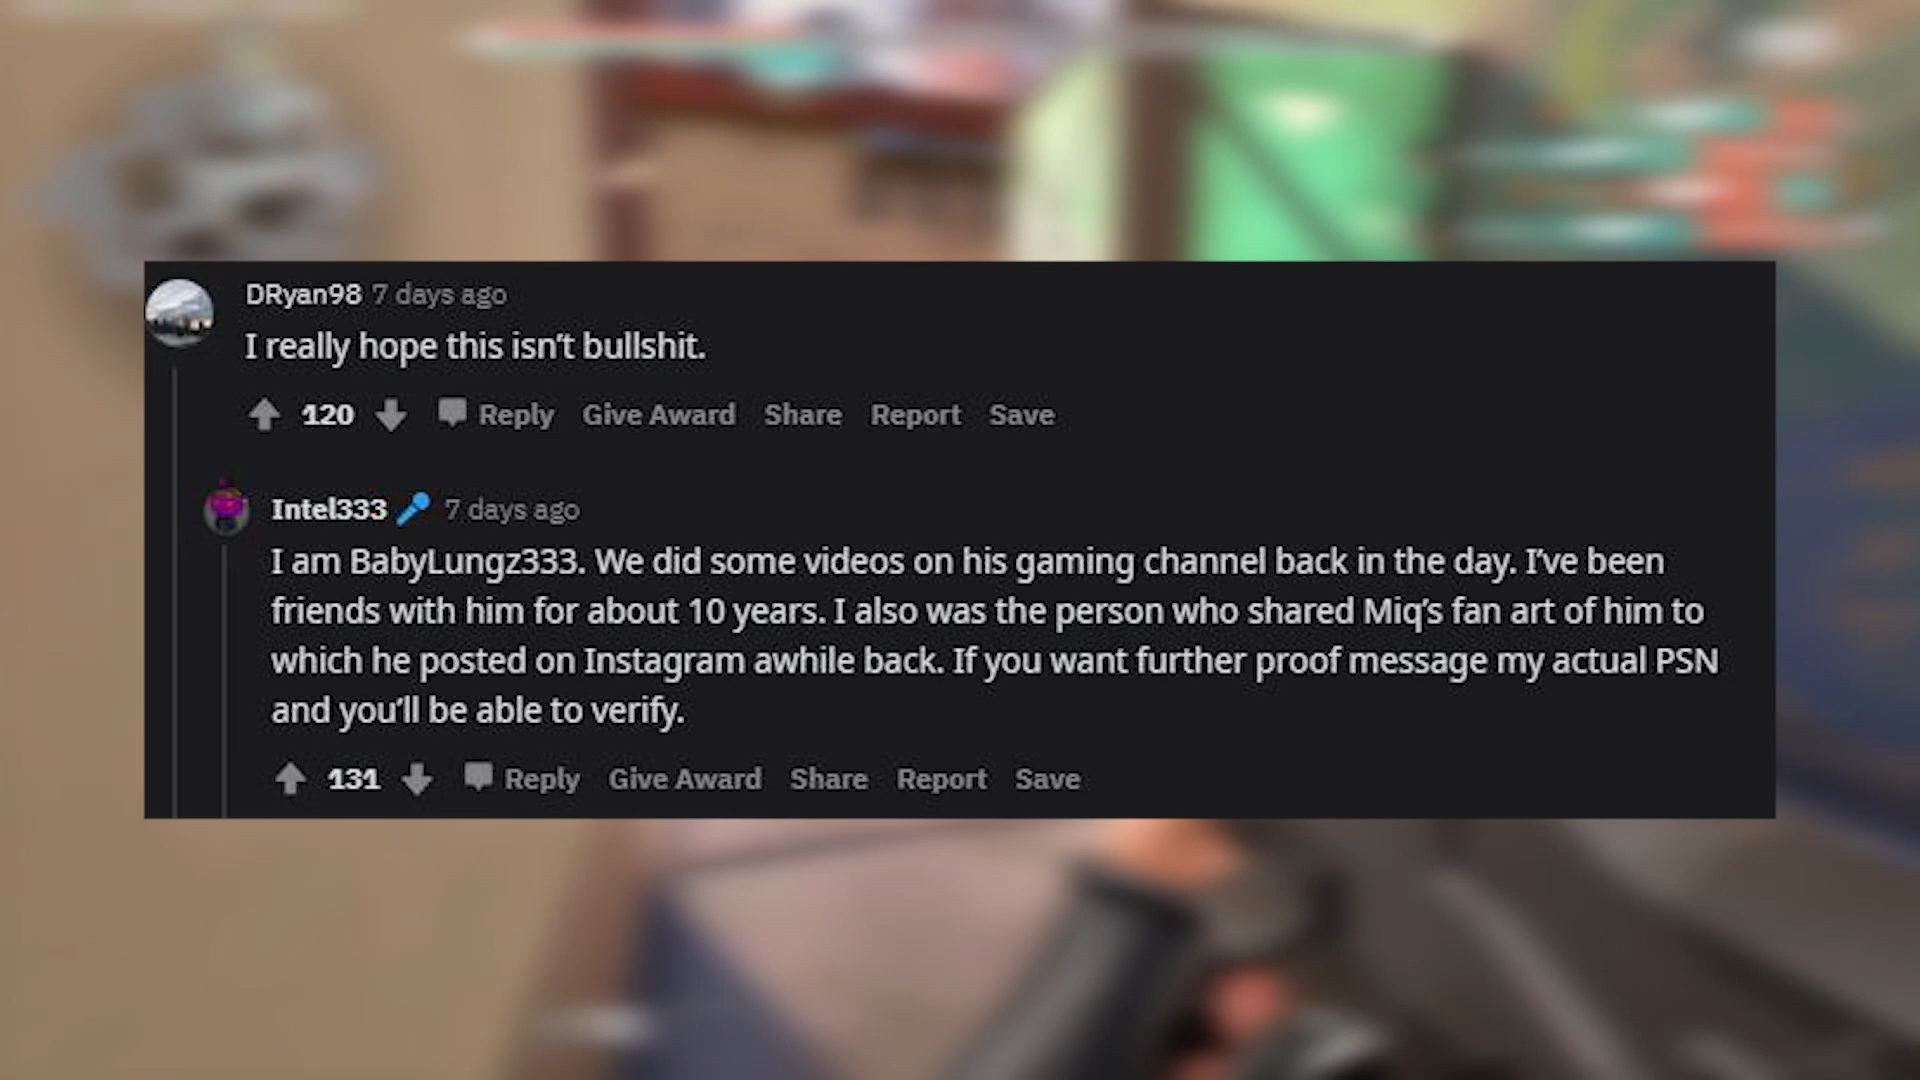 DRyan98 7 days ago
I really hope this isn't bullshit.
120 Reply Give Award Share Report Save
Intel333 7 days ago
I am BabyLungz333. We did some videos on his gaming channel back in the day. I've been
friends with him for about 10 years. I also was the person who shared Miq's fan art of him to
which he posted on Instagram awhile back. If you want further proof message my actual PSN
and you'll be able to verify.
131 Reply Give Award Share Report Save